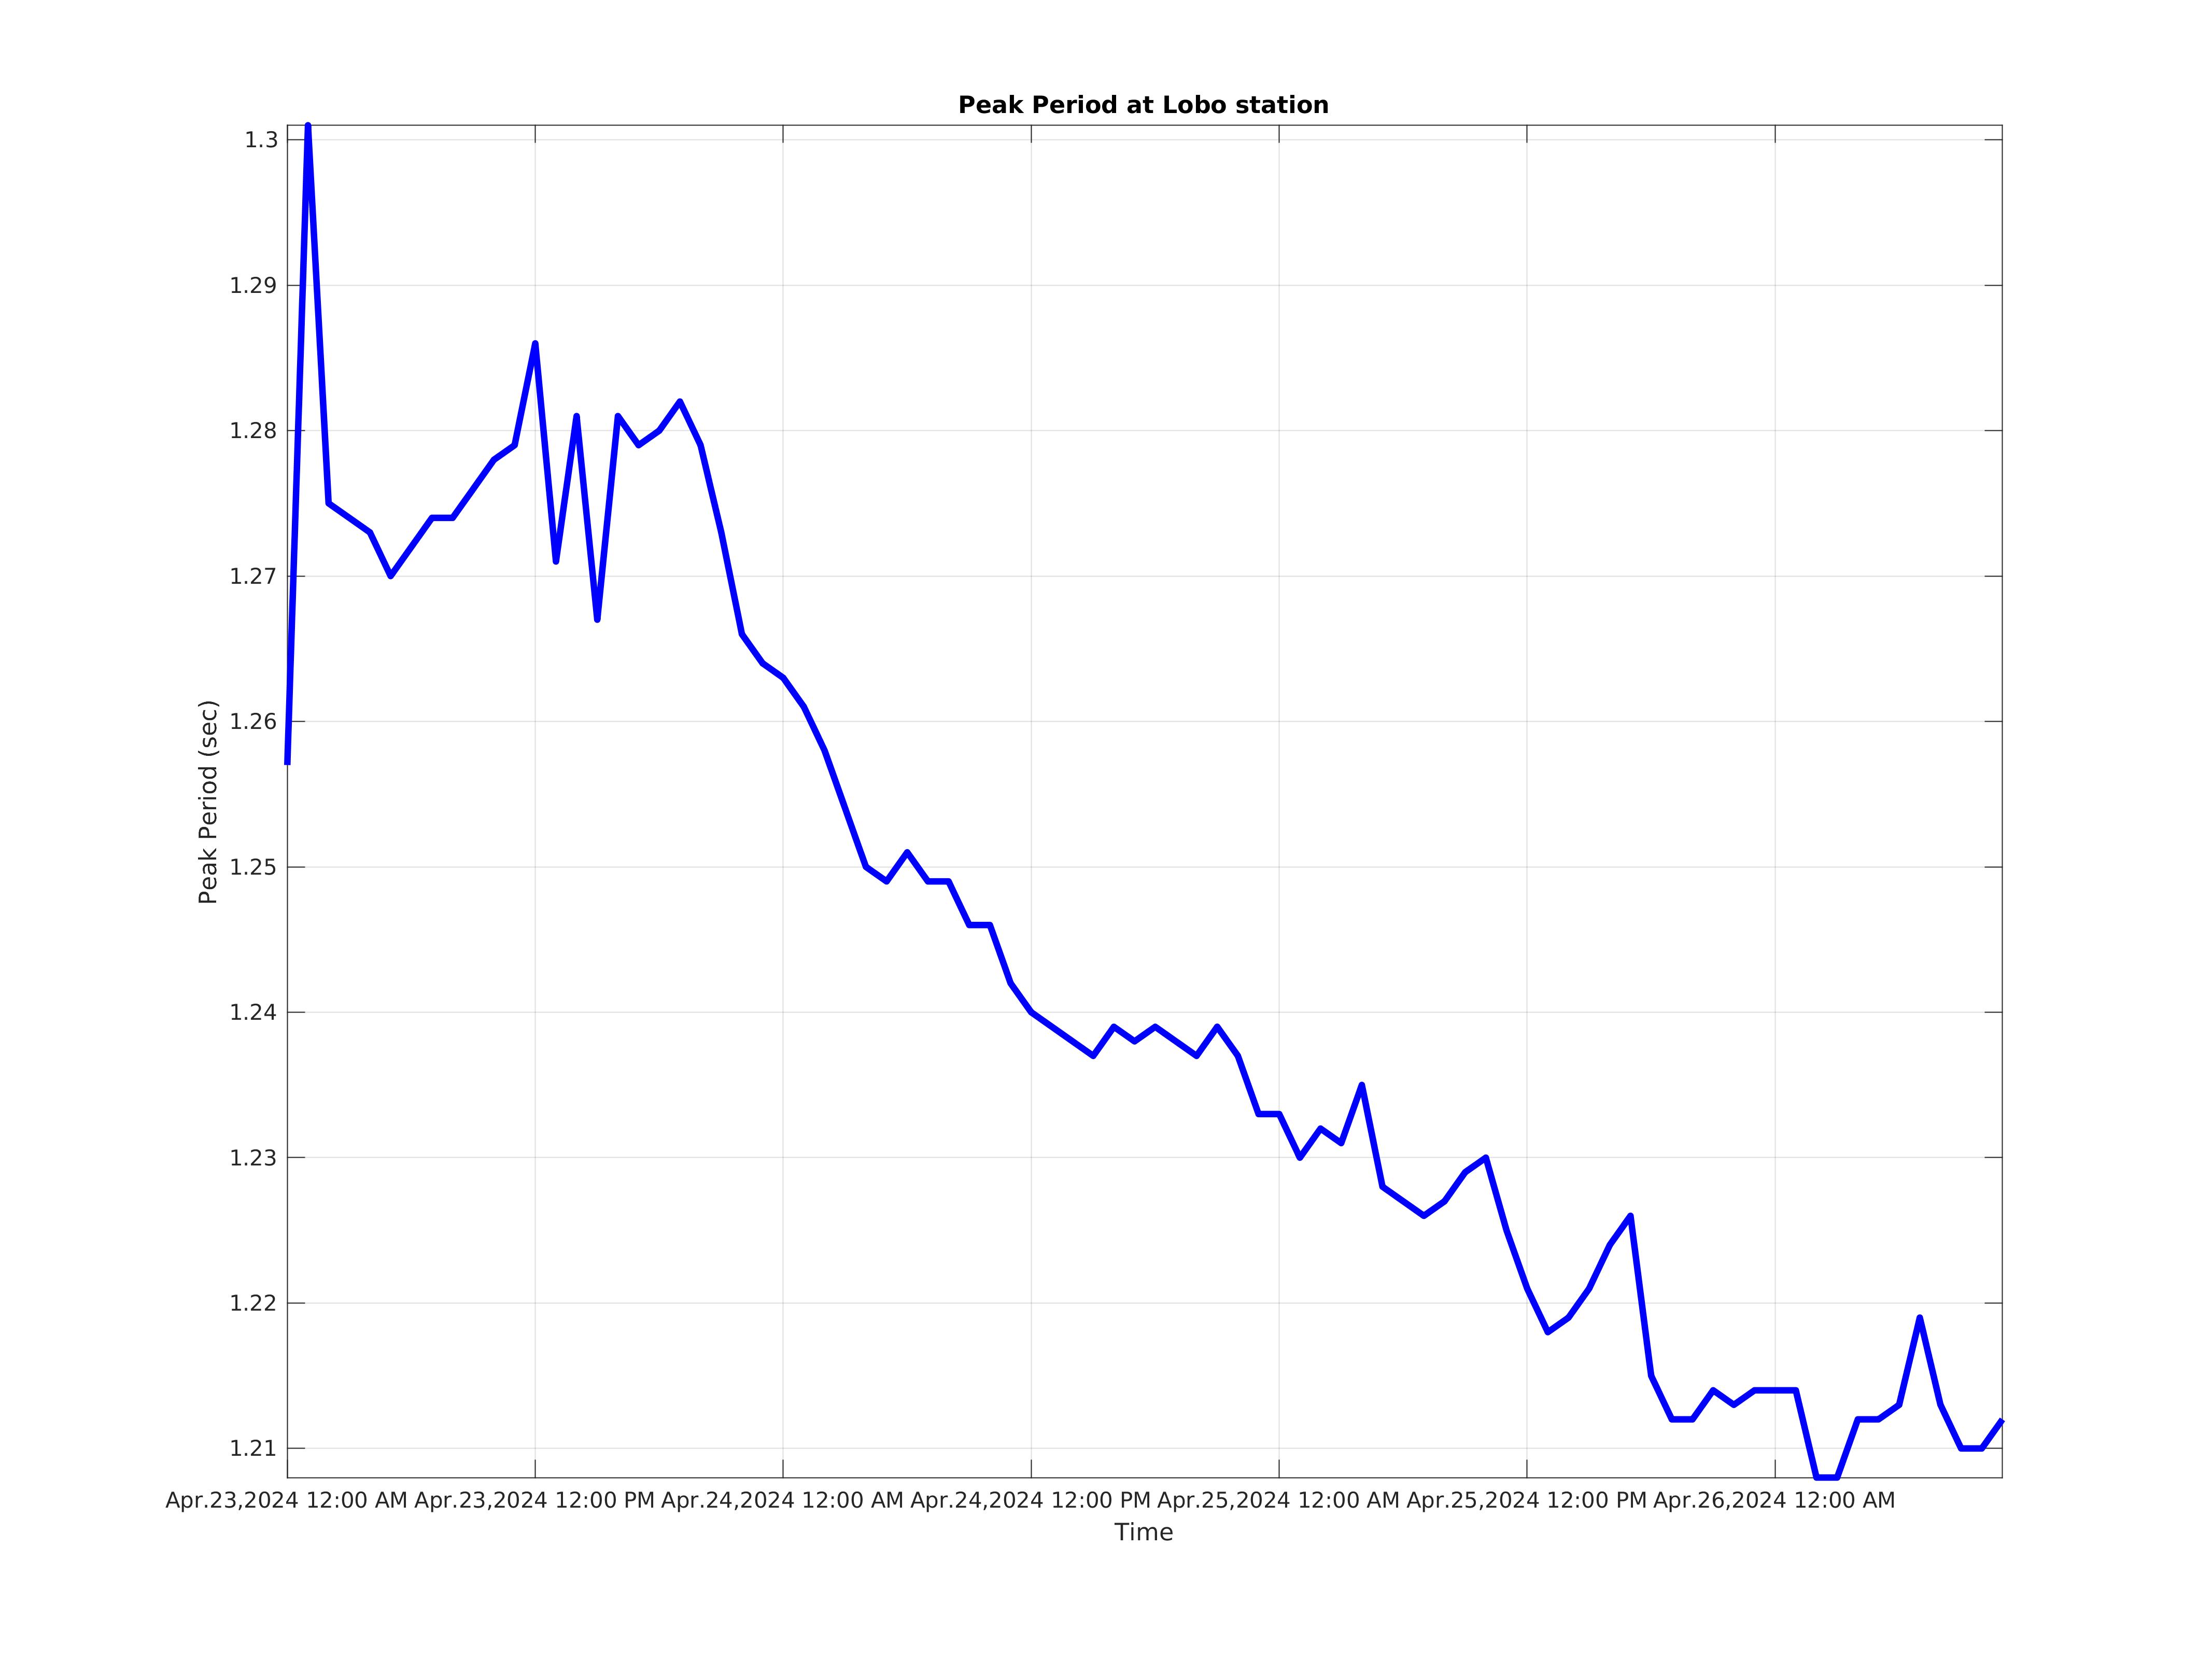 Peak Period at Lobo station
1.3
1.29
1.28
1.27
1.26
1.25
1.24
1.23
1.22
1.21
Peak Period (sec)
Apr.23,2024 12:00 AM Apr.23,2024 12:00 PM Apr.24,2024 12:00 AM Apr.24,2024 12:00 PM Apr.25,2024 12:00 AM Apr.25,2024 12:00 PM Apr.26,2024 12:00 AM
Time